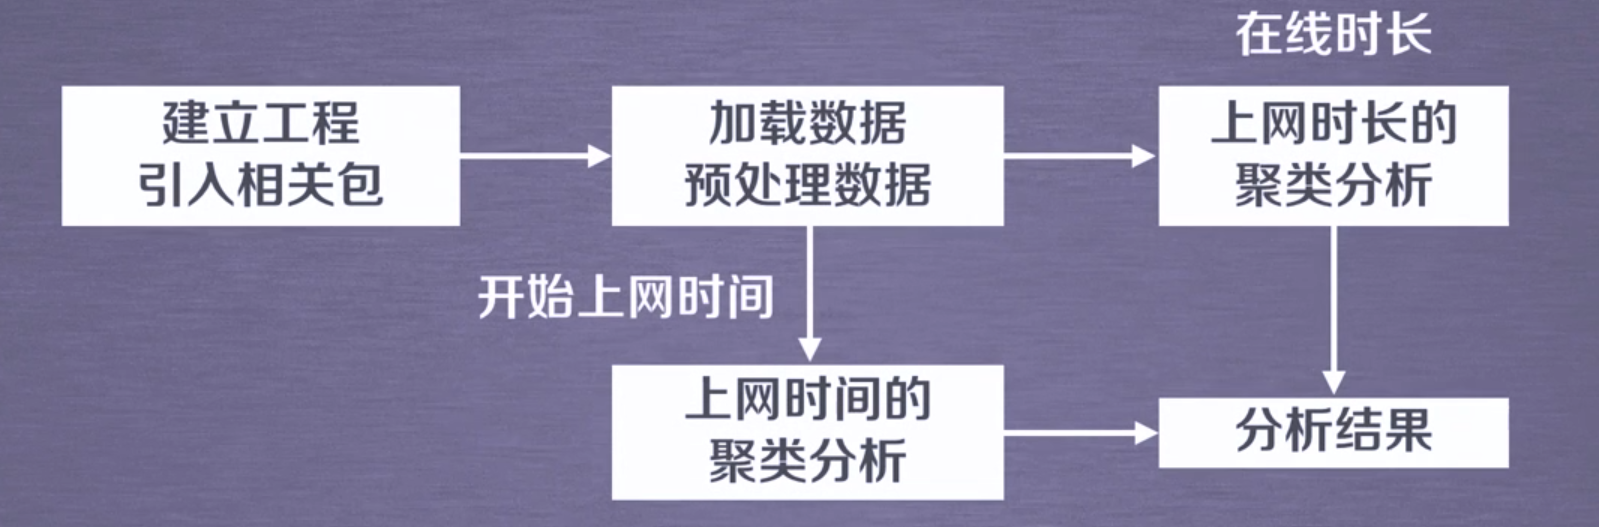 在线时长
建立工程
引入相关包
加载数据
预处理数据
上网时长的
聚类分析
开始上网时间
上网时间的
聚类分析
分析结果